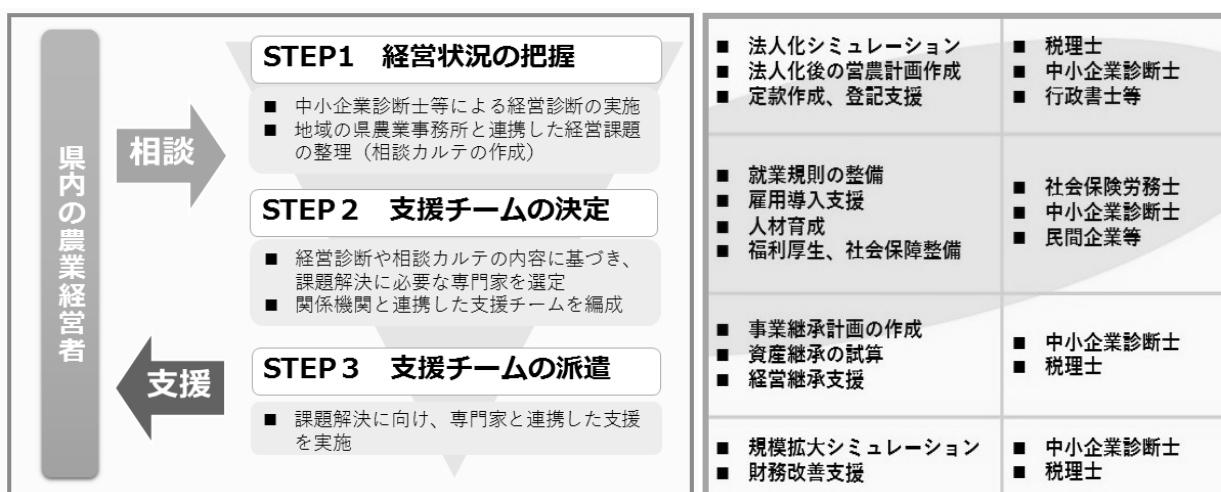 県内の農業経営者
相談
支援
STEP1 経営状況の把握
■ 中小企業診断士等による経営診断の実施
■ 地域の県農業事務所と連携した経営課題
の整理（相談カルテの作成）
STEP２ 支援チームの決定
■ 経営診断や相談カルテの内容に基づき、
課題解決に必要な専門家を選定
■ 関係機関と連携した支援チームを編成
STEP３ 支援チームの派遣
■ 課題解決に向け、専門家と連携した支援
を実施
■ 法人化シミュレーション
■ 法人化後の営農計画作成
■ 定款作成、登記支援
■ 税理士
■ 中小企業診断士
■ 行政書士等
■ 就業規則の整備
■ 雇用導入支援
■ 人材育成
■ 福利厚生、社会保障整備
■ 社会保険労務士
■ 中小企業診断士
■ 民間企業等
■ 事業継承計画の作成
■ 資産継承の試算
■ 経営継承支援
■ 中小企業診断士
■ 税理士
■ 規模拡大シミュレーション
■ 財務改善支援
■ 中小企業診断士
■ 税理士